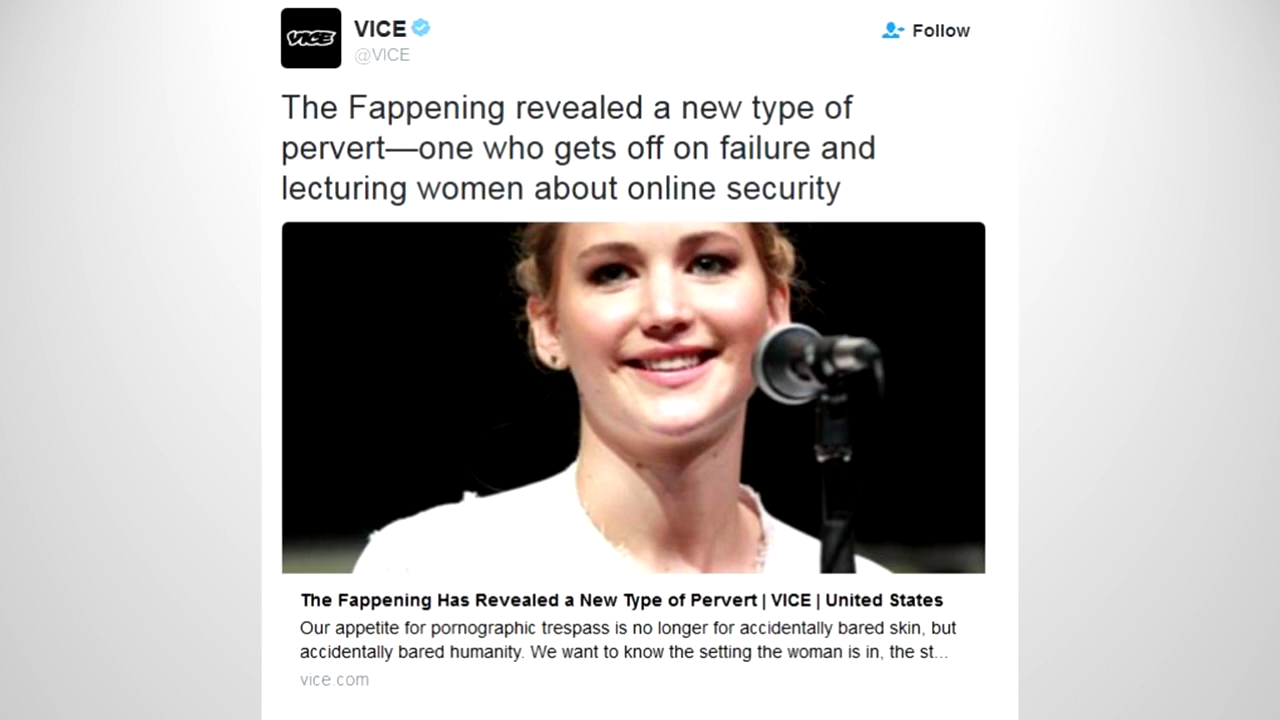 VICE
VICE
@VICE
Follow
The Fappening revealed a new type of
pervert—one who gets off on failure and
lecturing women about online security
The Fappening Has Revealed a New Type of Pervert | VICE | United States
Our appetite for pornographic trespass is no longer for accidentally bared skin, but
accidentally bared humanity. We want to know the setting the woman is in, the st...
vice.com